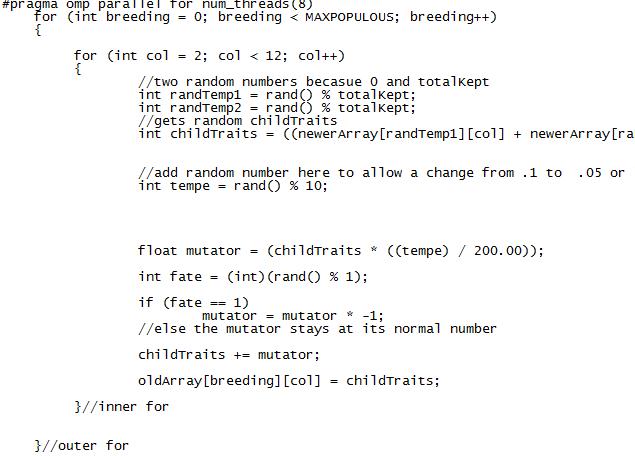 #pragma omp parallel for num_threads(8)
for (int breeding = 0; breeding < MAXPOPULOUS; breeding++)
{
for (int col = 2; col < 12; col++)
{
//two random numbers becasue 0 and totalKept
int randTemp1 = rand() % totalKept;
int randTemp2 = rand() % totalKept;
//gets random childTraits
int childTraits = ((newerArray[randTemp1][col] + newerArray[ra
//add random number here to allow a change from .1 to .05 or
int tempe = rand() % 10;
float mutator = (childTraits * ((tempe) / 200.00));
int fate = (int)(rand() % 1);
if (fate == 1)
mutator = mutator * -1;
//else the mutator stays at its normal number
childTraits += mutator;
oldArray[breeding][col] = childTraits;
}//inner for
}//outer for